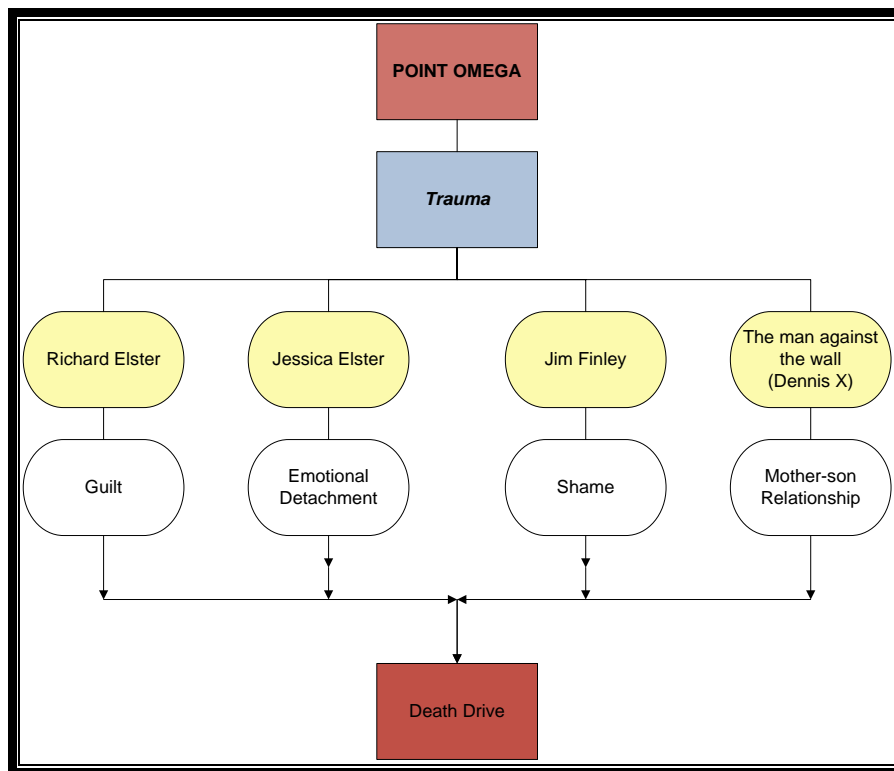 POINT OMEGA
Trauma
Richard Elster
Jessica Elster
Jim Finley
The man against
the wall
(Dennis X)
Guilt
Emotional
Detachment
Shame
Mother-son
Relationship
Death Drive